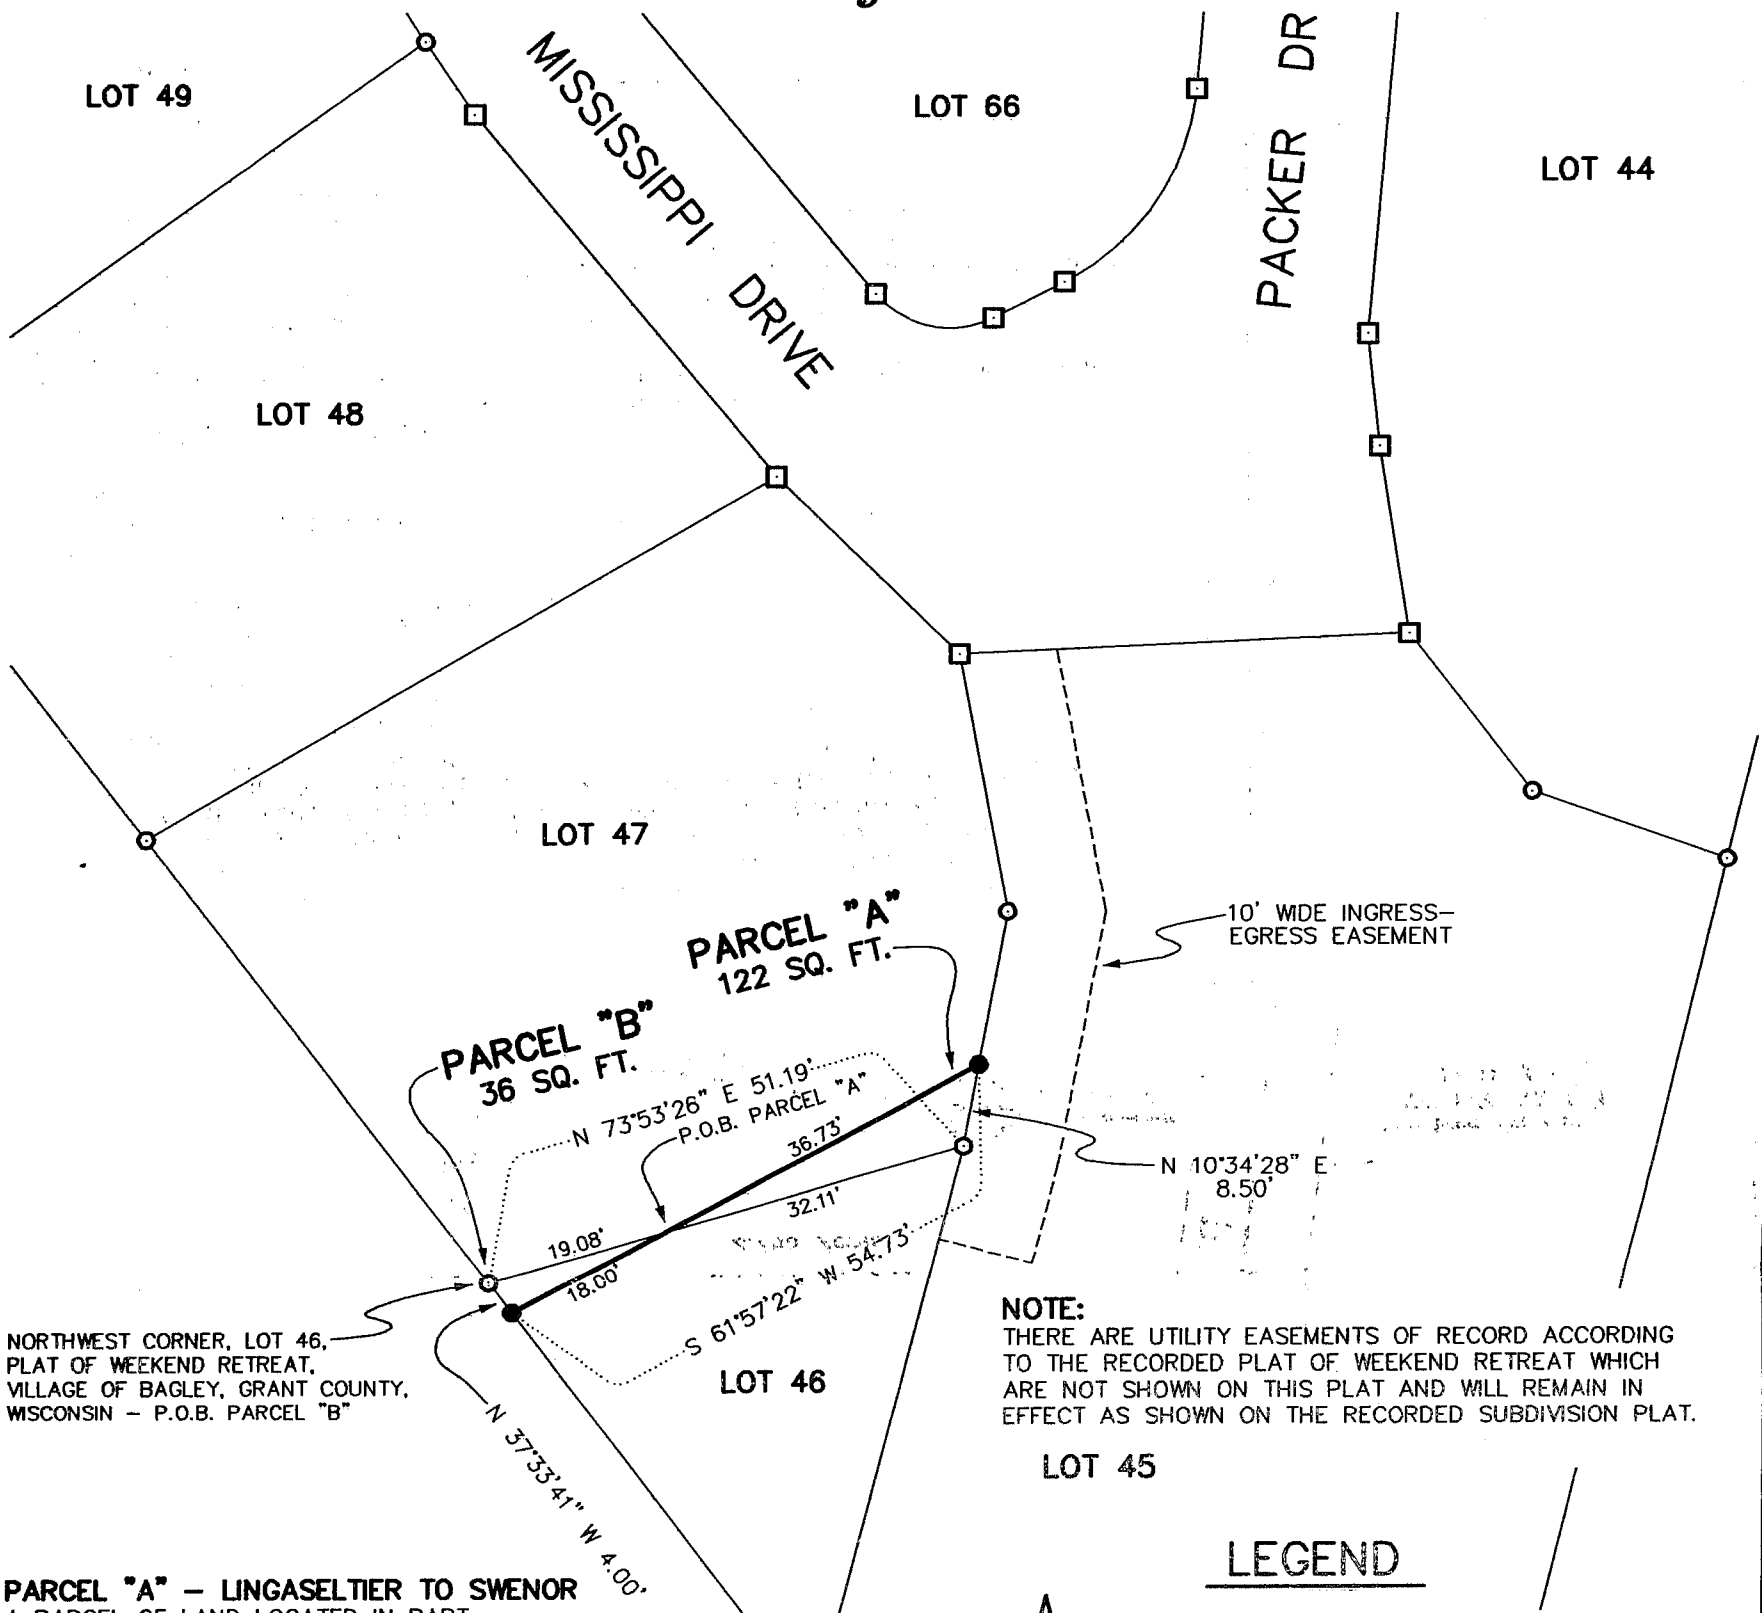 LOT 49
MISSISSIPPI DRIVE
LOT 66
PACKER DR
LOT 44
LOT 48
LOT 47
PARCEL "A"
122 SQ. FT.
10' WIDE INGRESS-
EGRESS EASEMENT
PARCEL "B"
36 SQ. FT.
N 73°53'26" E 51.19'
P.O.B. PARCEL "A"
36.73'
N 10°34'28" E
8.50'
32.11'
19.08'
18.00'
S 61°57'22" W 54.73'
NORTHWEST CORNER, LOT 46,
PLAT OF WEEKEND RETREAT,
VILLAGE OF BAGLEY, GRANT COUNTY,
WISCONSIN – P.O.B. PARCEL "B"
N 37°33'41" W 4.00'
LOT 46
NOTE:
THERE ARE UTILITY EASEMENTS OF RECORD ACCORDING
TO THE RECORDED PLAT OF WEEKEND RETREAT WHICH
ARE NOT SHOWN ON THIS PLAT AND WILL REMAIN IN
EFFECT AS SHOWN ON THE RECORDED SUBDIVISION PLAT.
LOT 45
LEGEND
PARCEL "A" – LINGASELTIER TO SWENOR
A PARCEL OF LAND LOCATED IN PART